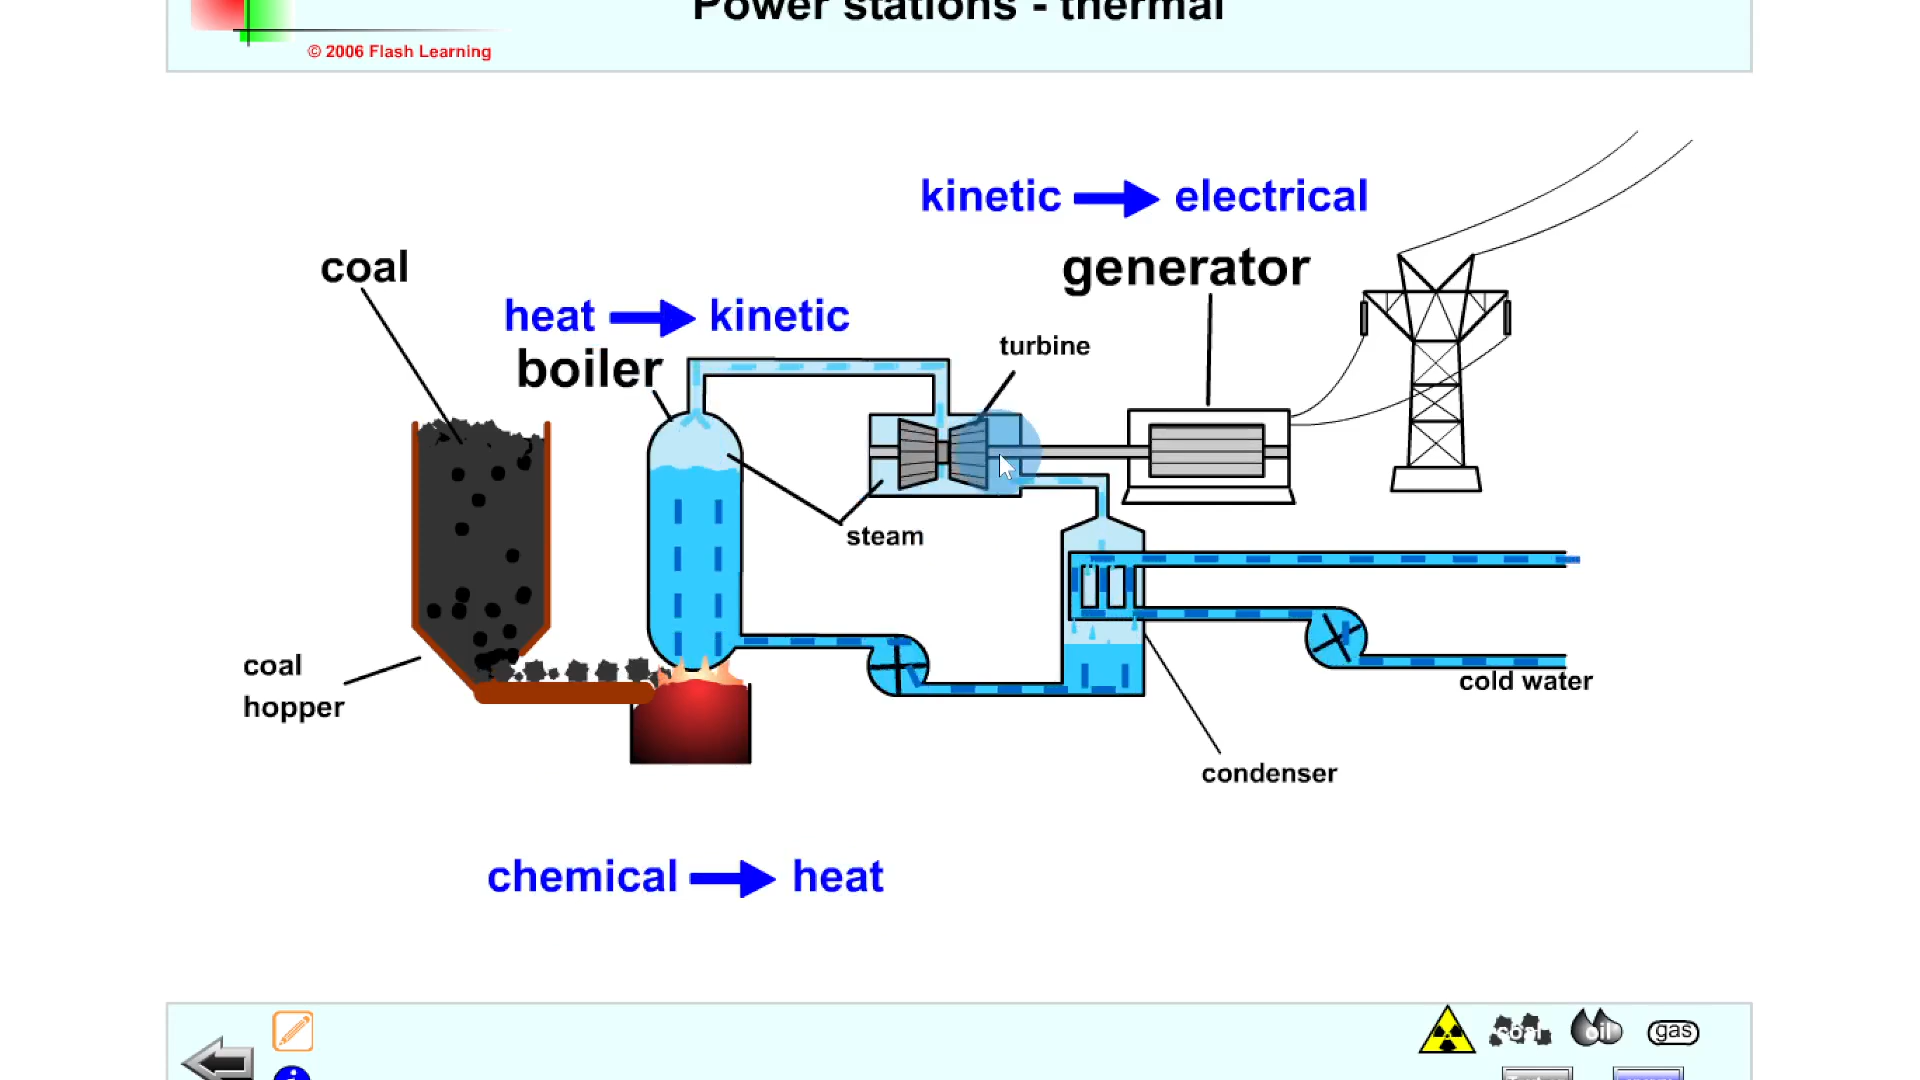 Power stations - thermal
© 2006 Flash Learning
kinetic electrical
coal
generator
heat kinetic
boiler
turbine
steam
coal
hopper
cold water
condenser
chemical heat
coal
oil
gas